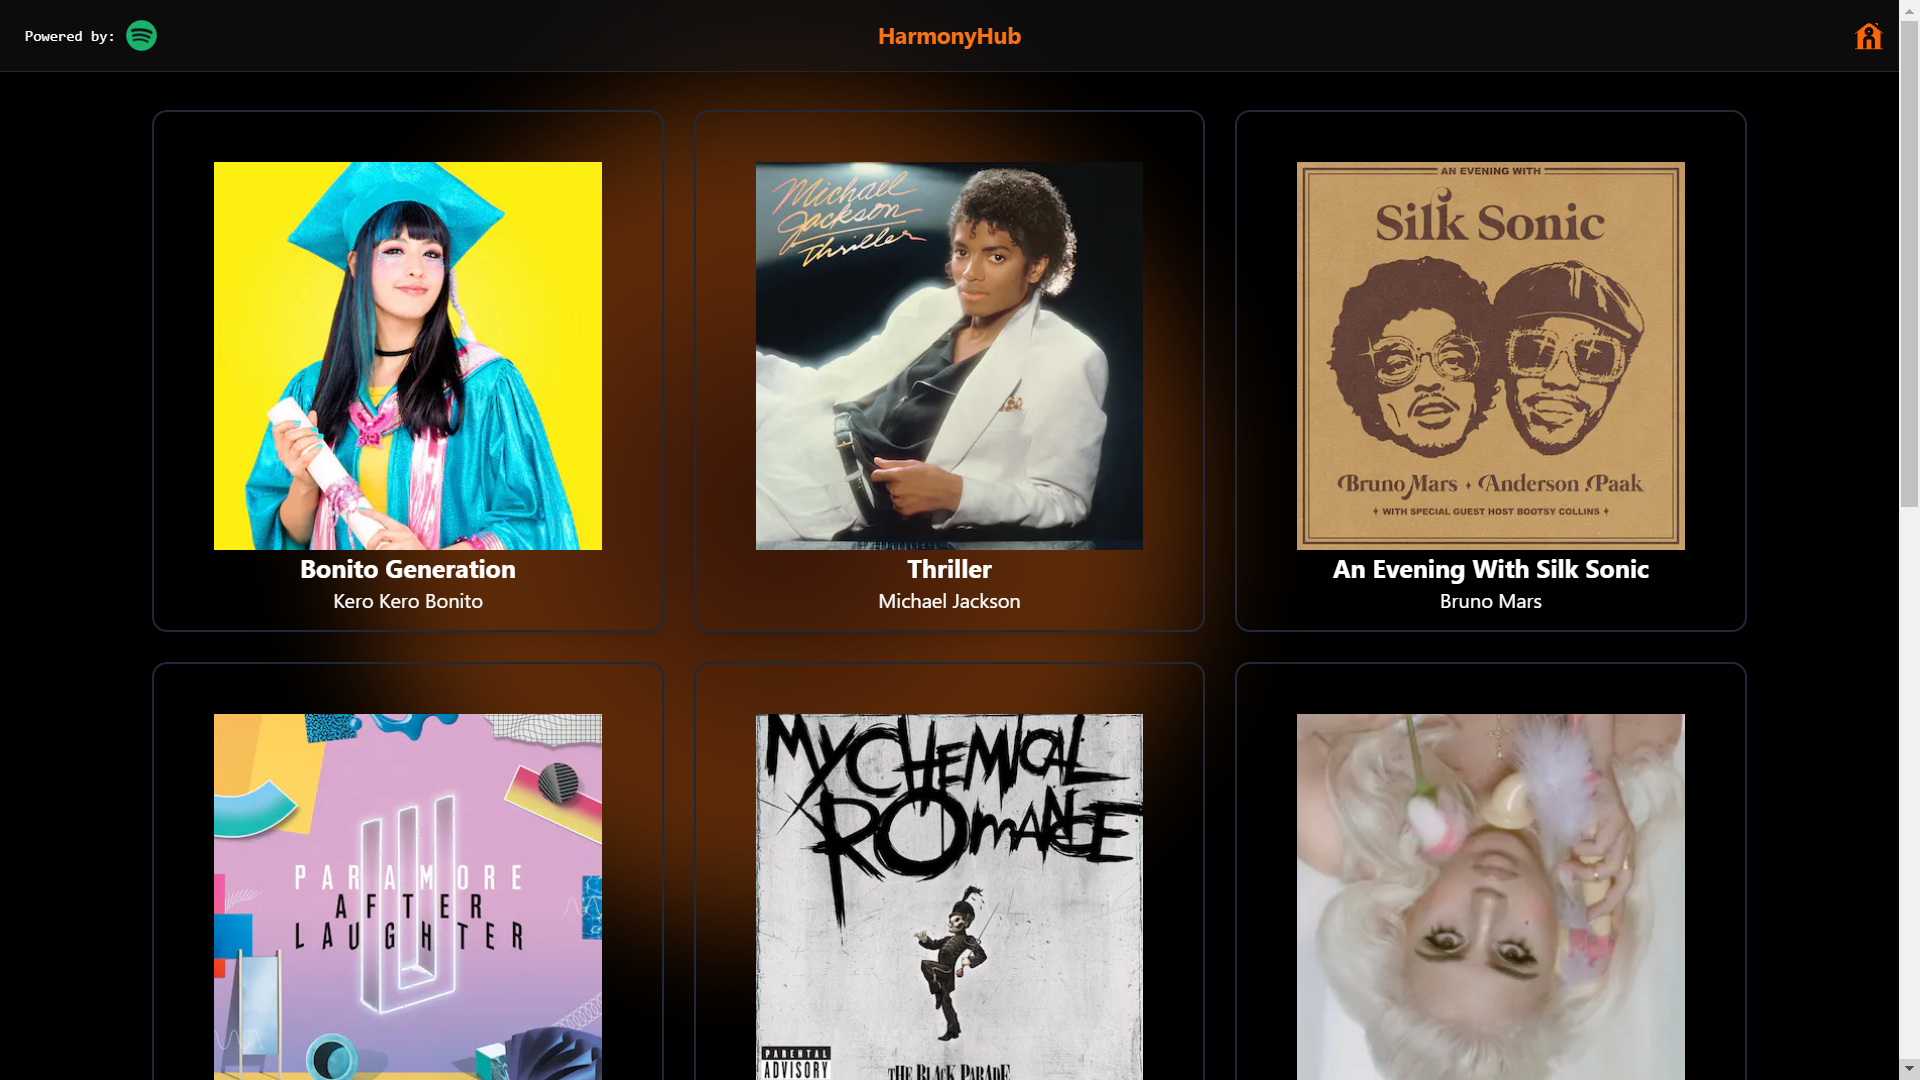 Powered by:
HarmonyHub
Michael
Jackson
Thriller
AN EVENING WITH
Silk Sonic
Bruno Mars ✦ Anderson .Paak
✦ WITH SPECIAL GUEST HOST BOOTSY COLLINS ✦
Bonito Generation
Kero Kero Bonito
Thriller
Michael Jackson
An Evening With Silk Sonic
Bruno Mars
PARAMORE
AFTER
LAUGHTER
MY CHEMICAL
ROMANCE
PARENTAL
ADVISORY
THE BLACK PARADE